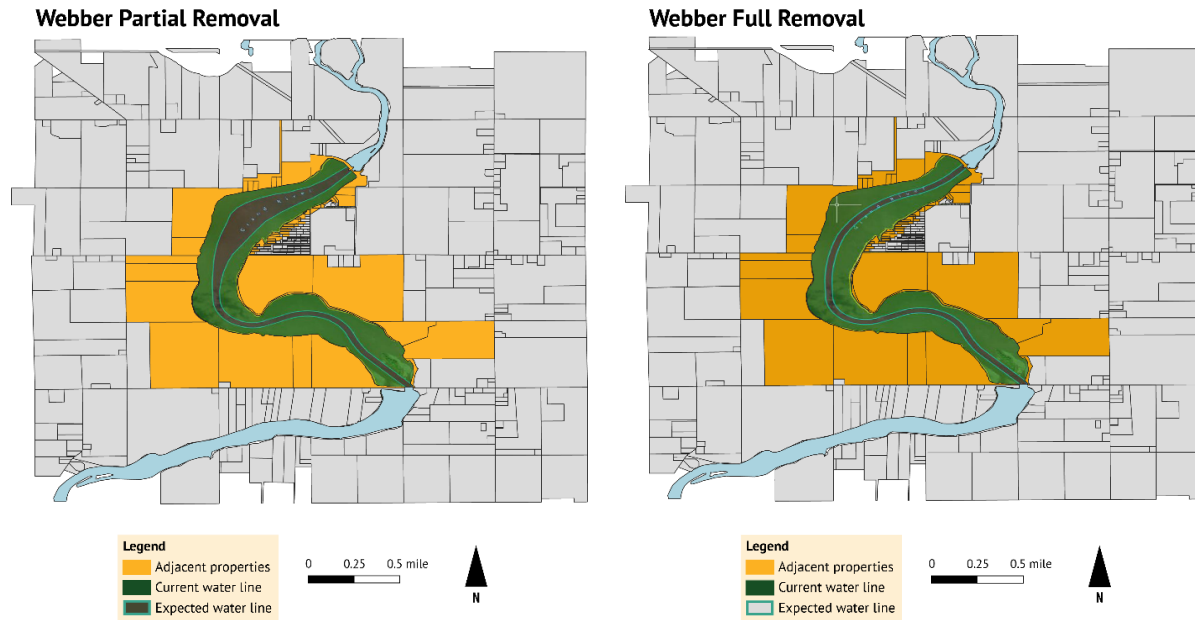 Webber Partial Removal
Legend
Adjacent properties
Current water line
Expected water line
0 0.25 0.5 mile
N
Webber Full Removal
Legend
Adjacent properties
Current water line
Expected water line
0 0.25 0.5 mile
N